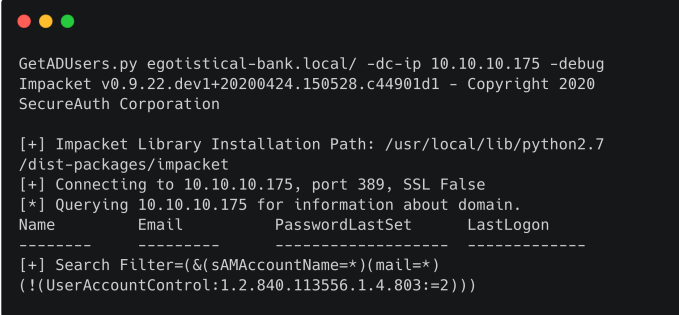 GetADUsers.py egotistical-bank.local/ -dc-ip 10.10.10.175 -debug
Impacket v0.9.22.dev1+20200424.150528.c44901d1 - Copyright 2020
SecureAuth Corporation
[+] Impacket Library Installation Path: /usr/local/lib/python2.7
/dist-packages/impacket
[+] Connecting to 10.10.10.175, port 389, SSL False
[*] Querying 10.10.10.175 for information about domain.
Name Email PasswordLastSet LastLogon
-------- --------- ------------------- -------------
[+] Search Filter=(&(sAMAccountName=*)(mail=*)
(!(UserAccountControl:1.2.840.113556.1.4.803:=2)))